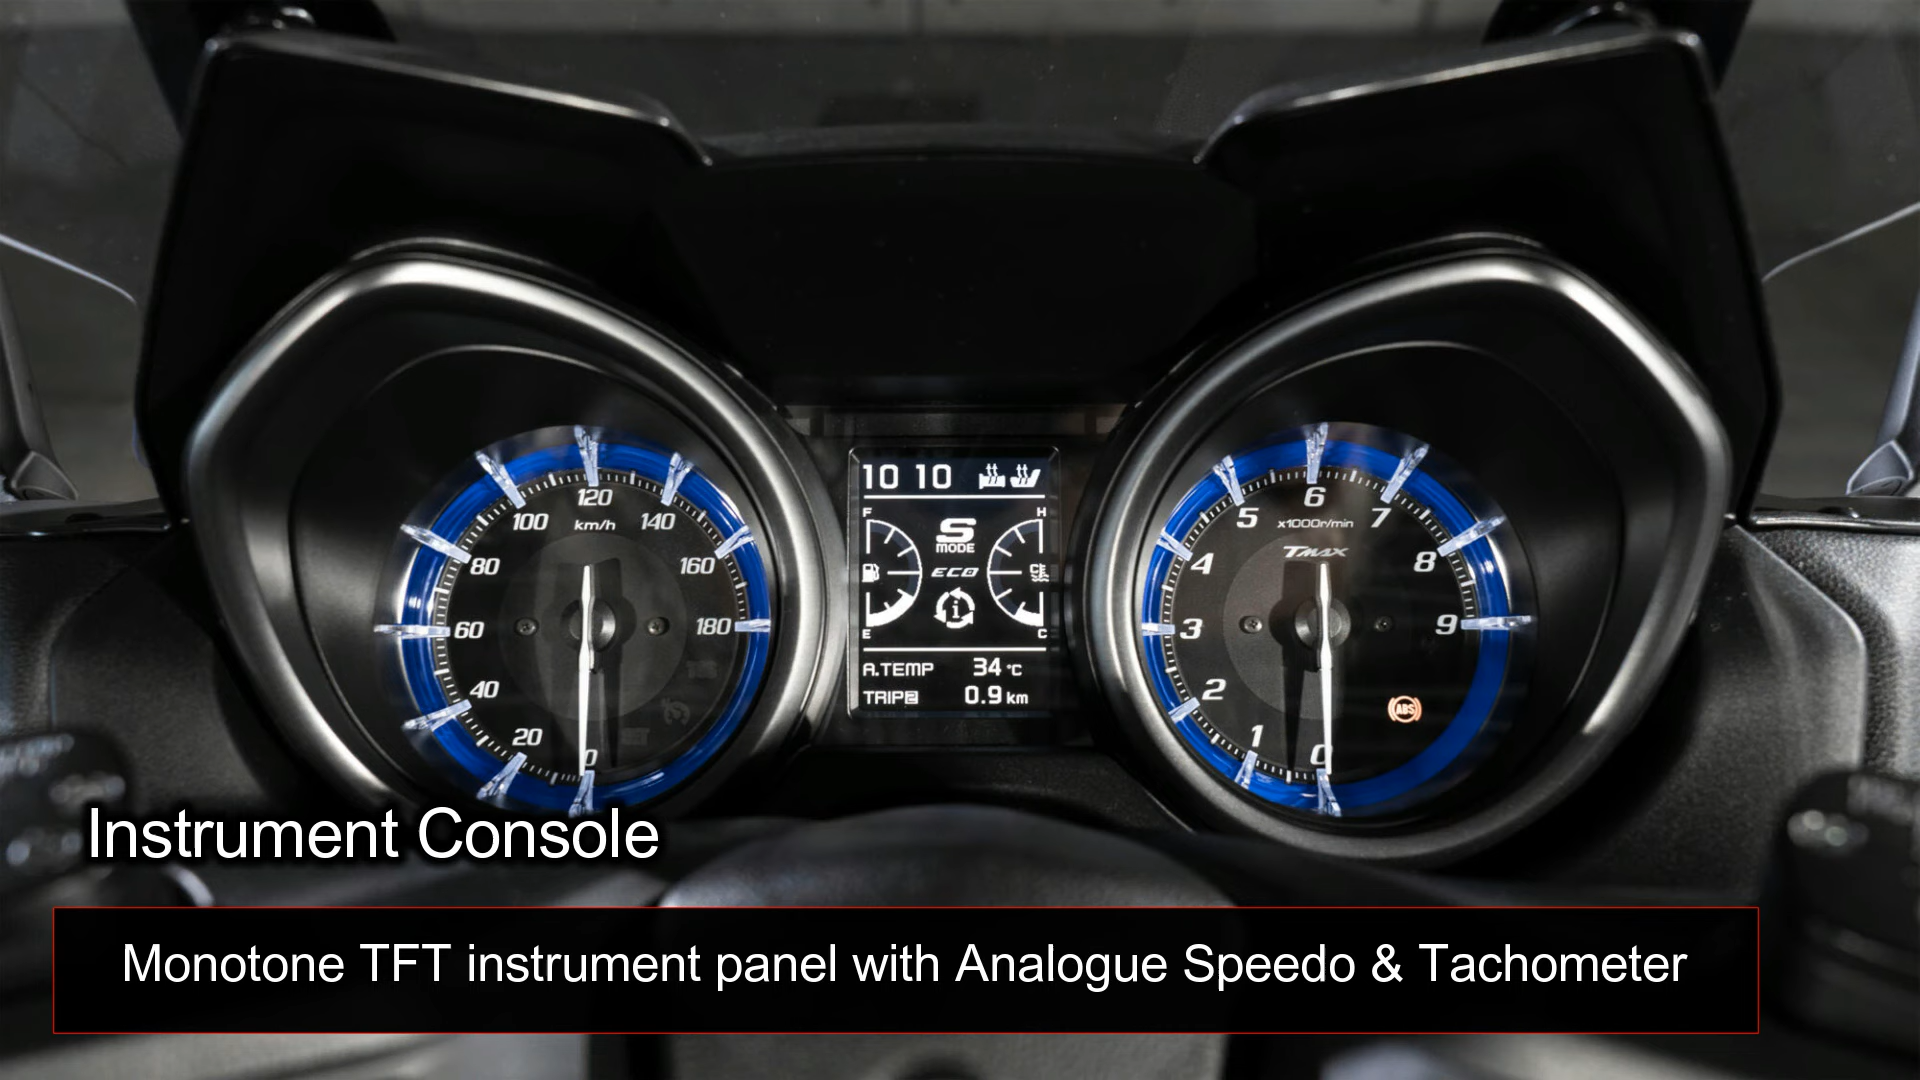 120
100
km/h
140
80
160
60
180
40
20
0
10 10
F
H
S
MODE
ECO
E
C
A.TEMP 34 °C
TRIP2 0.9 km
6
5
x1000r/min
7
TMAX
4
8
3
9
2
ABS
1
0
Instrument Console
Monotone TFT instrument panel with Analogue Speedo & Tachometer